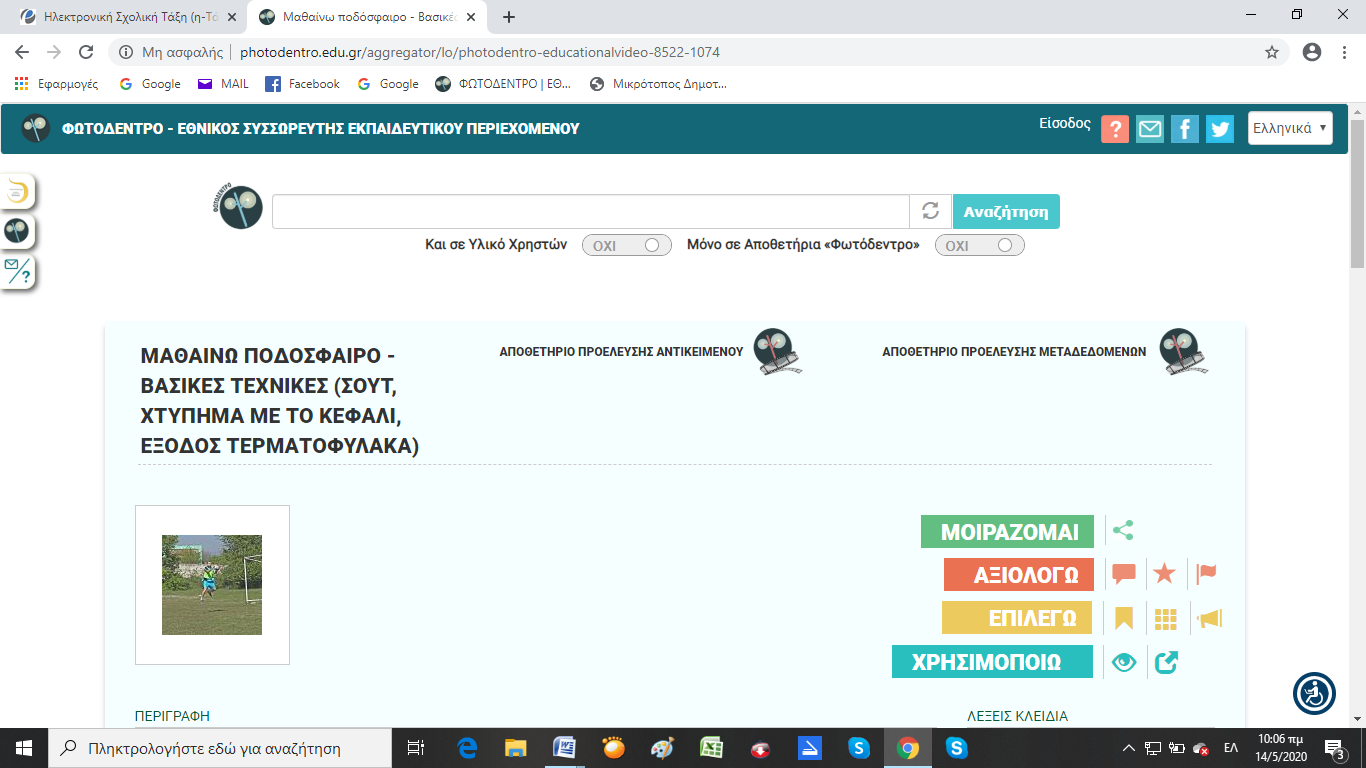 Ηλεκτρονική Σχολική Τάξη (η-Τά
Μαθαίνω ποδόσφαιρο - Βασικές
Μη ασφαλής
photodentro.edu.gr/aggregator/lo/photodentro-educationalvideo-8522-1074
Εφαρμογές
Google
MAIL
Facebook
Google
ΦΩΤΟΔΕΝΤΡΟ | ΕΘ...
Μικρότοπος Δημοτ...
ΦΩΤΟΔΕΝΤΡΟ - ΕΘΝΙΚΟΣ ΣΥΣΣΩΡΕΥΤΗΣ ΕΚΠΑΙΔΕΥΤΙΚΟΥ ΠΕΡΙΕΧΟΜΕΝΟΥ
Είσοδος
Ελληνικά
ΦΩΤΟΔΕΝΤΡΟ
Αναζήτηση
Και σε Υλικό Χρηστών
ΟΧΙ
Μόνο σε Αποθετήρια «Φωτόδεντρο»
ΟΧΙ
ΜΑΘΑΙΝΩ ΠΟΔΟΣΦΑΙΡΟ -
ΒΑΣΙΚΕΣ ΤΕΧΝΙΚΕΣ (ΣΟΥΤ,
ΧΤΥΠΗΜΑ ΜΕ ΤΟ ΚΕΦΑΛΙ,
ΕΞΟΔΟΣ ΤΕΡΜΑΤΟΦΥΛΑΚΑ)
ΑΠΟΘΕΤΗΡΙΟ ΠΡΟΕΛΕΥΣΗΣ ΑΝΤΙΚΕΙΜΕΝΟΥ
ΑΠΟΘΕΤΗΡΙΟ ΠΡΟΕΛΕΥΣΗΣ ΜΕΤΑΔΕΔΟΜΕΝΩΝ
ΜΟΙΡΑΖΟΜΑΙ
ΑΞΙΟΛΟΓΩ
ΕΠΙΛΕΓΩ
ΧΡΗΣΙΜΟΠΟΙΩ
ΠΕΡΙΓΡΑΦΗ
ΛΕΞΕΙΣ ΚΛΕΙΔΙΑ
Πληκτρολογήστε εδώ για αναζήτηση
ΕΛ
10:06 πμ
14/5/2020
3